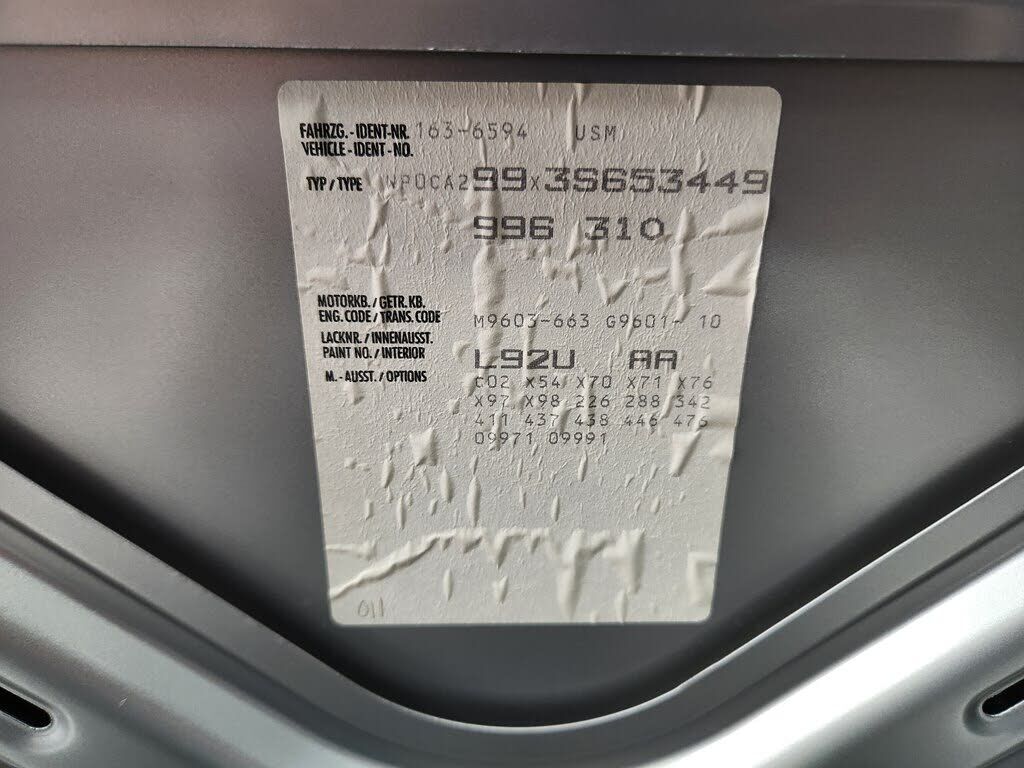 FAHRZG.-IDENT-NR. 163-6594 USM
VEHICLE-IDENT-NO.
TYP/TYPE WP0CA299X3S653449
996 310
MOTORKB./GETR.KB.
ENG.CODE/TRANS.CODE M9603-663 G9601- 10
LACKNR./INNENAUSST.
PAINT NO./INTERIOR L92U AA
M.-AUSST./OPTIONS C02 X54 X70 X71 X76
X97 X98 226 288 342
411 437 438 446 476
09971 09991
011